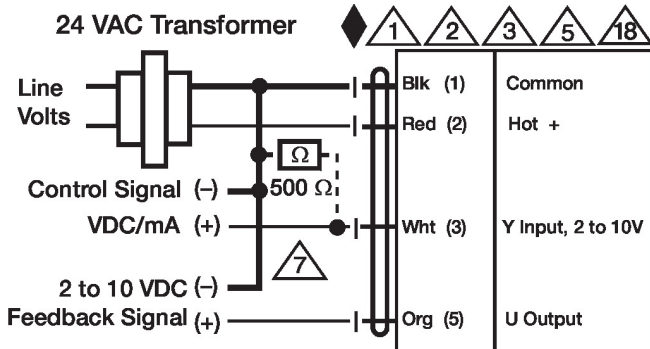 24 VAC Transformer
1 2 3 5 18
Line
Volts
Blk (1) Common
Red (2) Hot +
Ω
500 Ω
Control Signal (–)
VDC/mA (+)
Wht (3) Y Input, 2 to 10V
7
2 to 10 VDC (–)
Feedback Signal (+)
Org (5) U Output